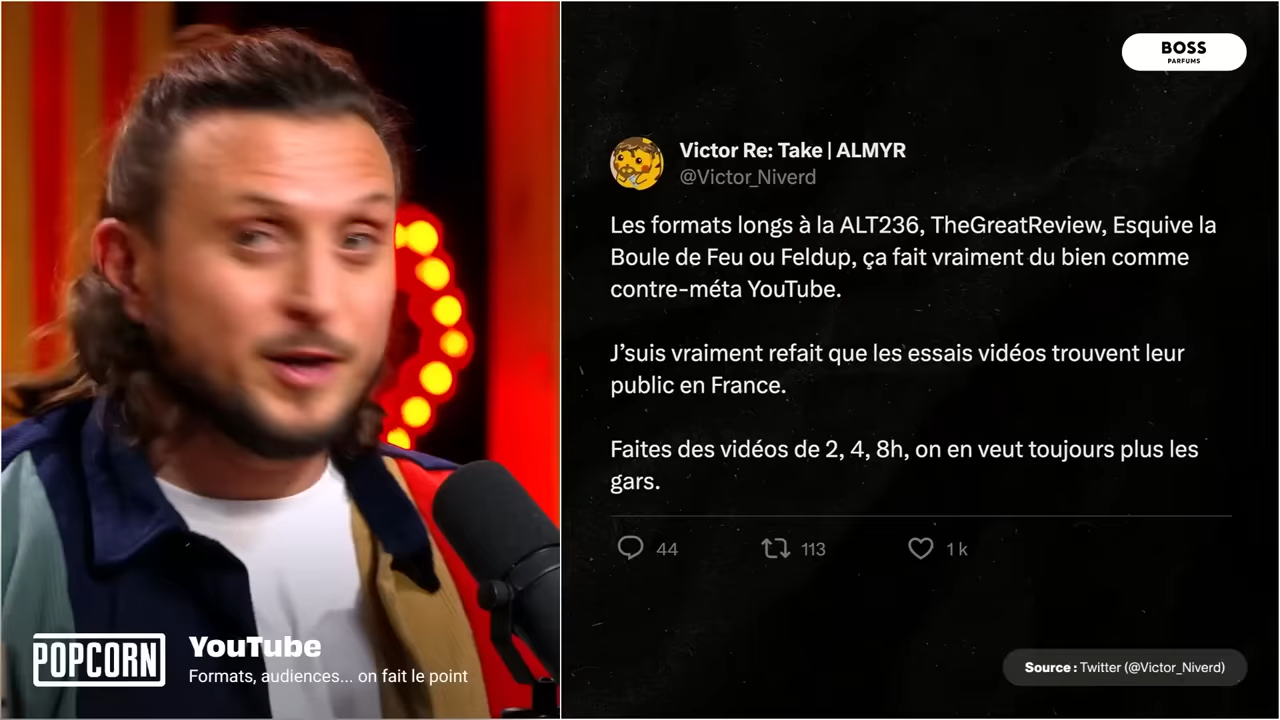 BOSS
PARFUMS
Victor Re: Take | ALMYR
@Victor_Niverd
Les formats longs à la ALT236, TheGreatReview, Esquive la
Boule de Feu ou Feldup, ça fait vraiment du bien comme
contre-méta YouTube.
J’suis vraiment refait que les essais vidéos trouvent leur
public en France.
Faites des vidéos de 2, 4, 8h, on en veut toujours plus les
gars.
44
113
1 k
POPCORN
YouTube
Formats, audiences... on fait le point
Source : Twitter (@Victor_Niverd)